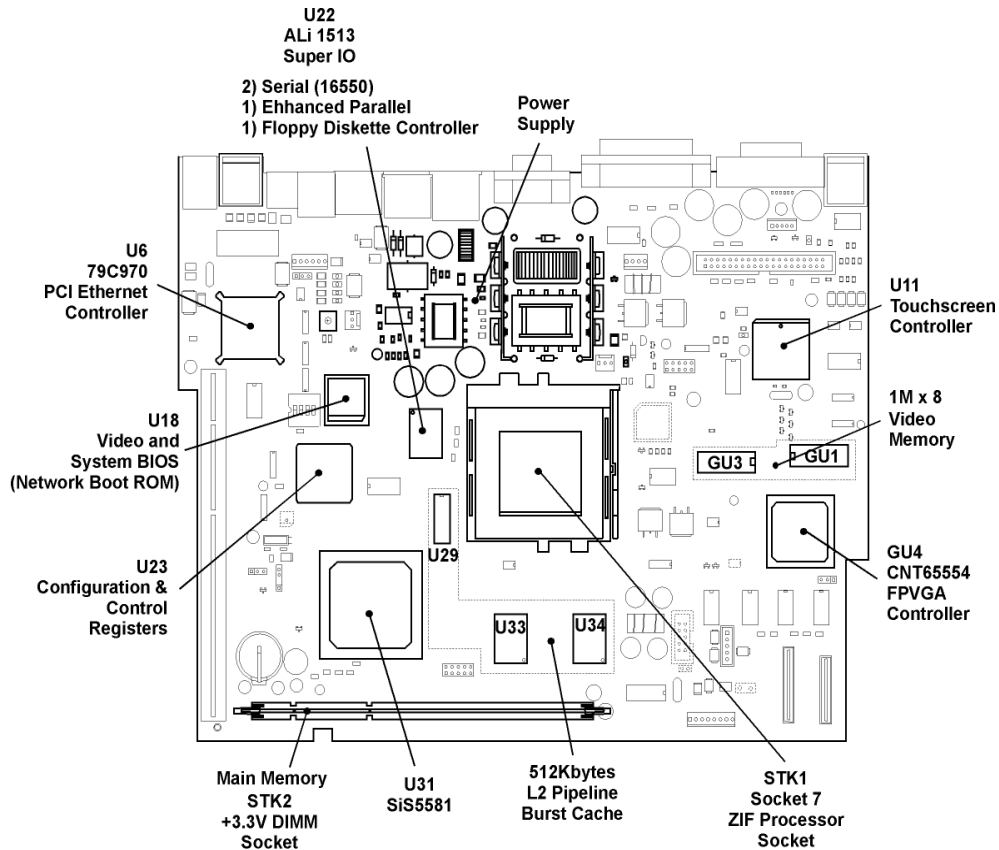 U22
ALi 1513
Super IO
2) Serial (16550)
1) Ehhanced Parallel
1) Floppy Diskette Controller
Power
Supply
U6
79C970
PCI Ethernet
Controller
U11
Touchscreen
Controller
1M x 8
Video
Memory
U18
Video and
System BIOS
(Network Boot ROM)
GU3
GU1
U29
U23
Configuration &
Control
Registers
GU4
CNT65554
FPVGA
Controller
U33
U34
Main Memory
STK2
+3.3V DIMM
Socket
U31
SiS5581
512Kbytes
L2 Pipeline
Burst Cache
STK1
Socket 7
ZIF Processor
Socket